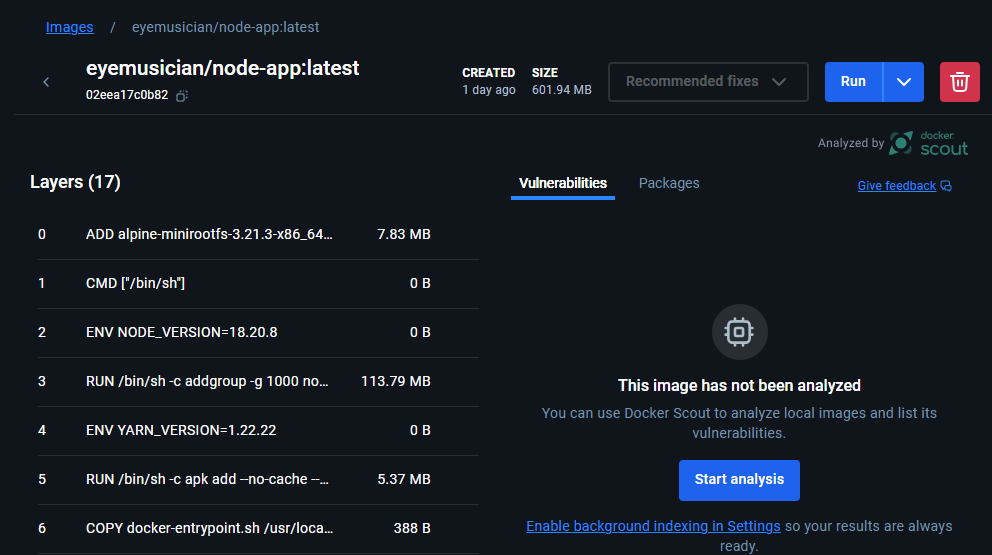 Images / eyemusician/node-app:latest
eyemusician/node-app:latest
02eea17c0b82
CREATED
1 day ago
SIZE
601.94 MB
Recommended fixes
Run
Analyzed by docker scout
Layers (17)
Vulnerabilities
Packages
Give feedback
0 ADD alpine-minirootfs-3.21.3-x86_64... 7.83 MB
1 CMD ["/bin/sh"] 0 B
2 ENV NODE_VERSION=18.20.8 0 B
3 RUN /bin/sh -c addgroup -g 1000 no... 113.79 MB
4 ENV YARN_VERSION=1.22.22 0 B
5 RUN /bin/sh -c apk add --no-cache --... 5.37 MB
6 COPY docker-entrypoint.sh /usr/loca... 388 B
This image has not been analyzed
You can use Docker Scout to analyze local images and list its
vulnerabilities.
Start analysis
Enable background indexing in Settings so your results are always
ready.